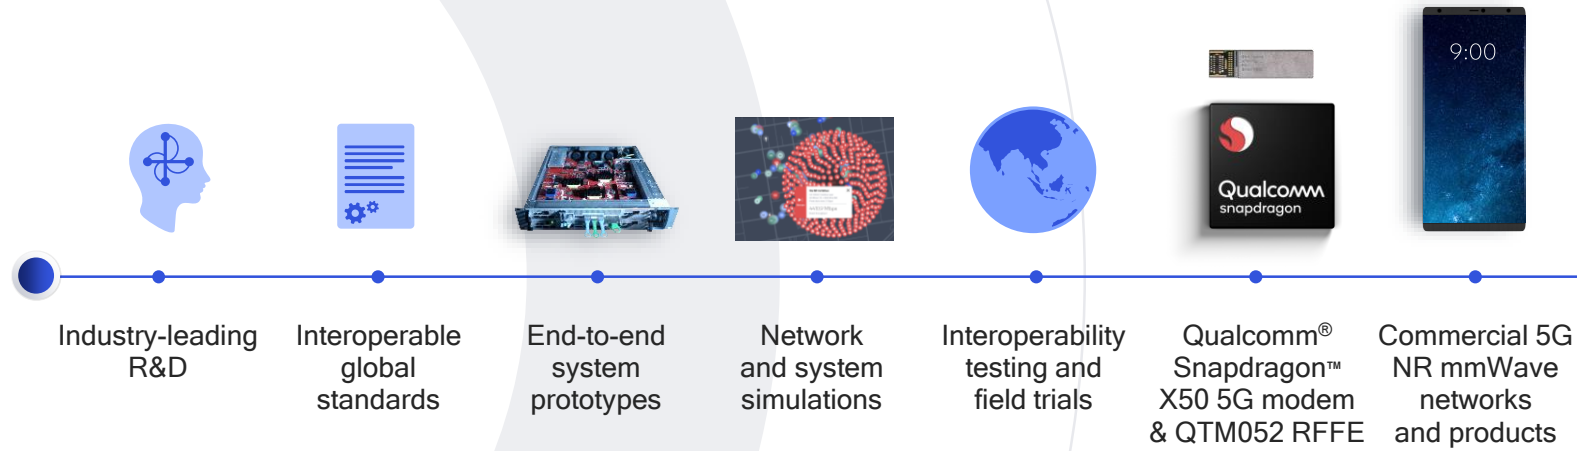 9:00
Qualcomm
snapdragon
Industry-leading
R&D
Interoperable
global
standards
End-to-end
system
prototypes
Network
and system
simulations
Interoperability
testing and
field trials
Qualcomm®
Snapdragon™
X50 5G modem
& QTM052 RFFE
Commercial 5G
NR mmWave
networks
and products